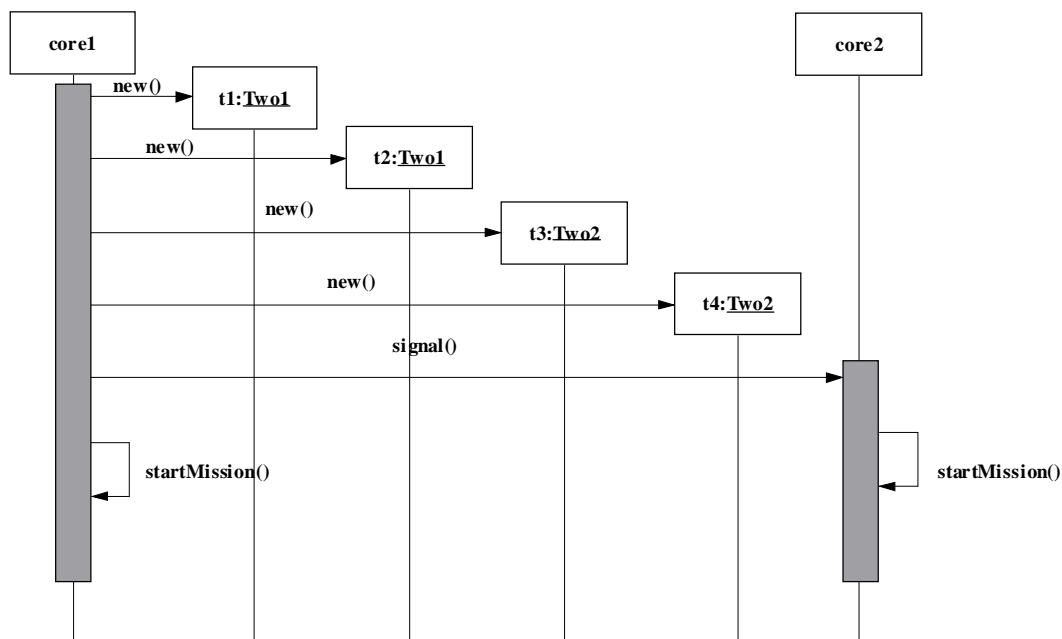 core1
core2
new()
t1:Two1
new()
t2:Two1
new()
t3:Two2
new()
t4:Two2
signal()
startMission()
startMission()